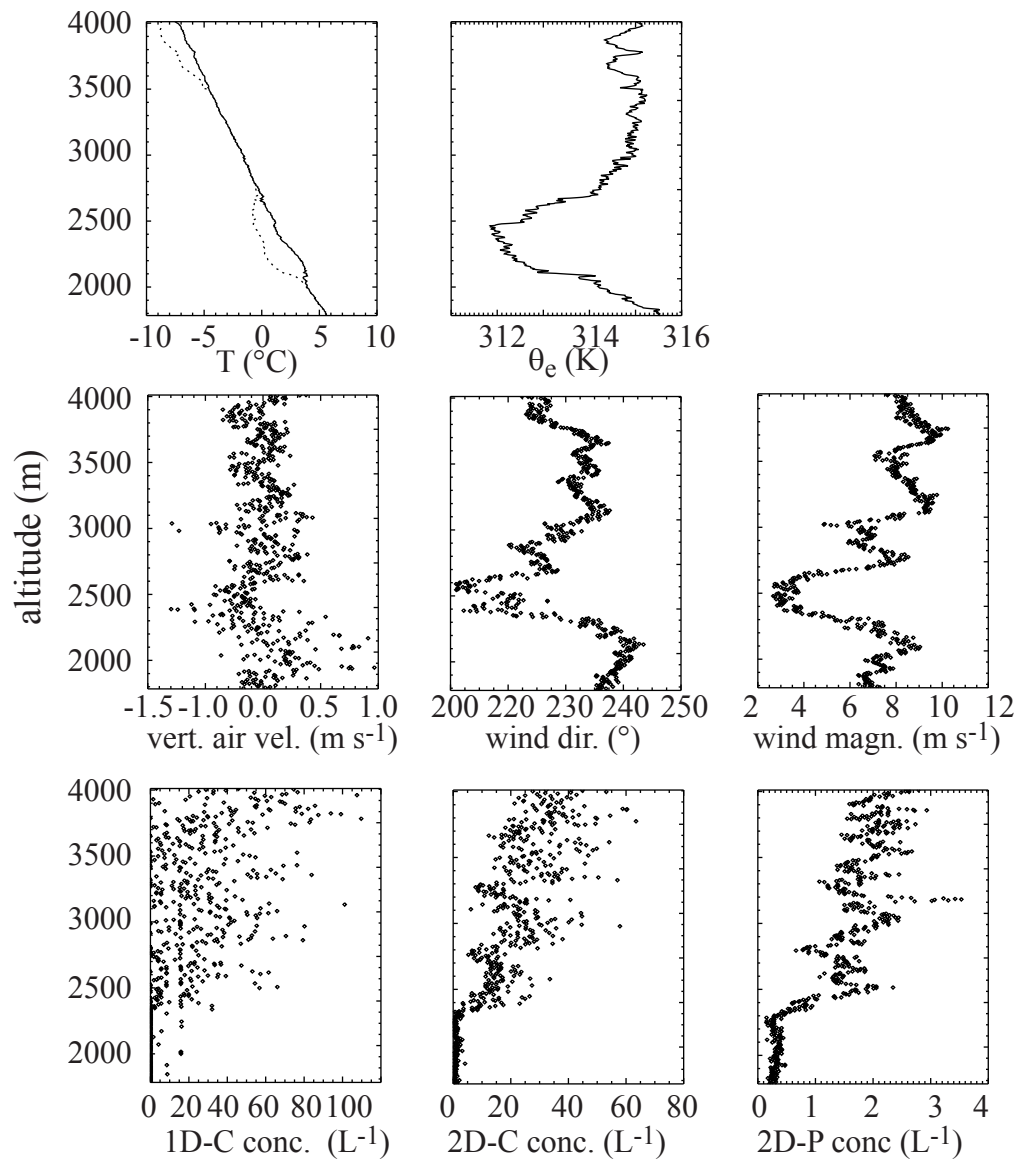 4000
3500
3000
2500
2000
-10 -5 0 5 10
T (°C)
312 314 316
θe (K)
altitude (m)
4000
3500
3000
2500
2000
-1.5 -1.0 0.0 0.5 1.0
vert. air vel. (m s-1)
200 220 230 240 250
wind dir. (°)
2 4 6 8 10 12
wind magn. (m s-1)
4000
3500
3000
2500
2000
0 20 40 60 80 100
1D-C conc. (L-1)
0 20 40 60 80
2D-C conc. (L-1)
0 1 2 3 4
2D-P conc (L-1)